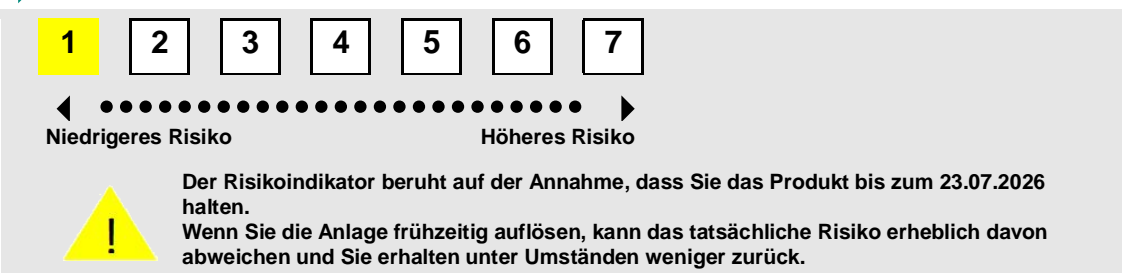 1 2 3 4 5 6 7
Niedrigeres Risiko Höheres Risiko
Der Risikoindikator beruht auf der Annahme, dass Sie das Produkt bis zum 23.07.2026
halten.
Wenn Sie die Anlage frühzeitig auflösen, kann das tatsächliche Risiko erheblich davon
abweichen und Sie erhalten unter Umständen weniger zurück.
!